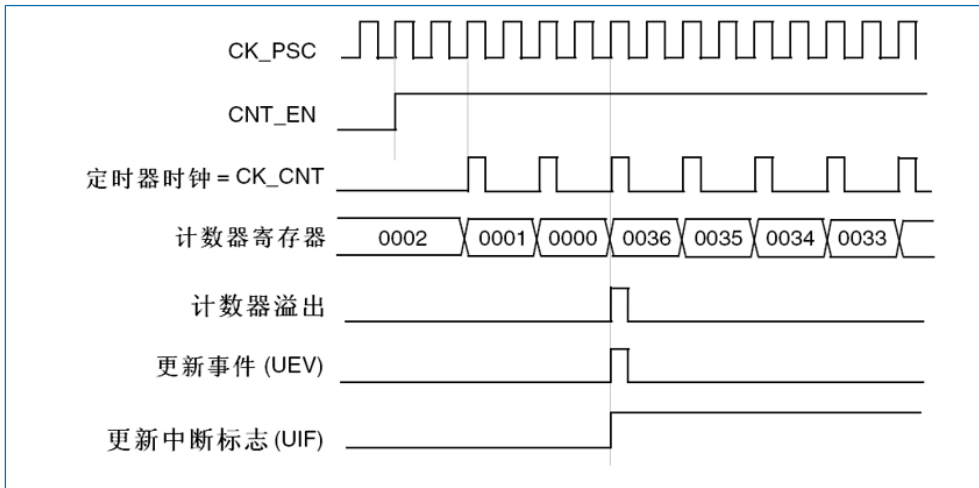 CK_PSC
CNT_EN
定时器时钟 = CK_CNT
计数器寄存器 0002 0001 0000 0036 0035 0034 0033
计数器溢出
更新事件 (UEV)
更新中断标志 (UIF)